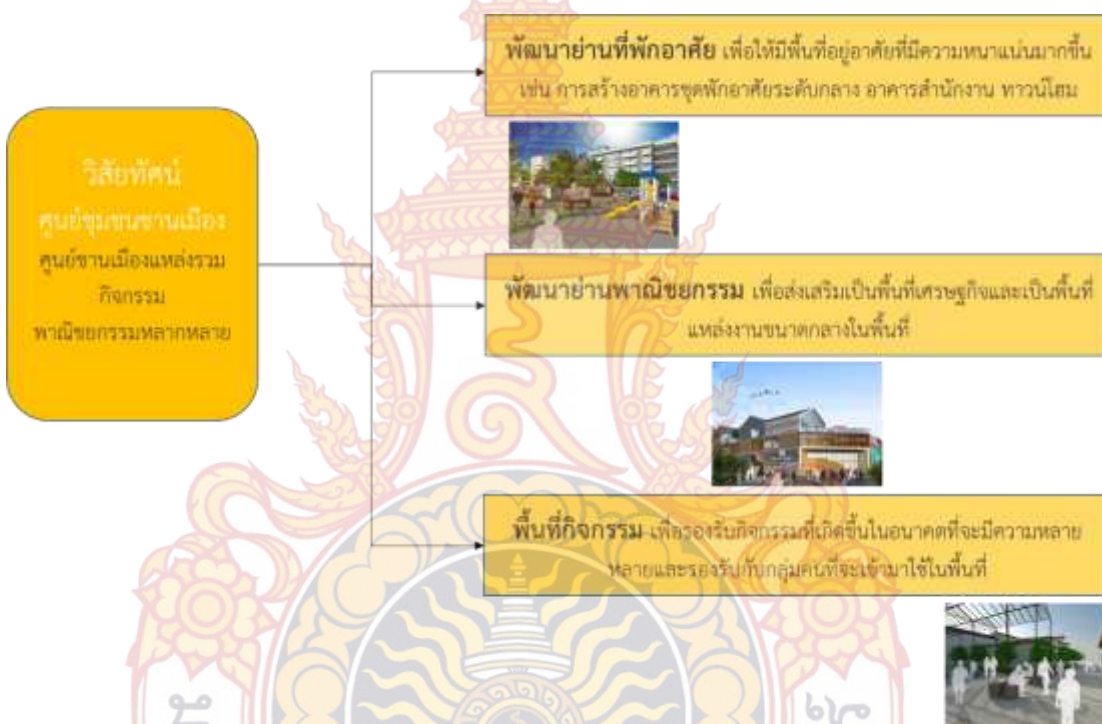 วิสัยทัศน์
ศูนย์ชุมชนชานเมือง
ศูนย์ชานเมืองแหล่งรวม
กิจกรรม
พาณิชยกรรมหลากหลาย
พัฒนาย่านที่พักอาศัย เพื่อให้มีพื้นที่อยู่อาศัยที่มีความหนาแน่นมากขึ้น
เช่น การสร้างอาคารชุดพักอาศัยระดับกลาง อาคารสำนักงาน ทาวน์โฮม
พัฒนาย่านพาณิชยกรรม เพื่อส่งเสริมเป็นพื้นที่เศรษฐกิจและเป็นพื้นที่
แหล่งงานขนาดกลางในพื้นที่
พื้นที่กิจกรรม เพื่อรองรับกิจกรรมที่เกิดขึ้นในอนาคตที่จะมีความหลาย
หลายและรองรับกับกลุ่มคนที่จะเข้ามาใช้ในพื้นที่